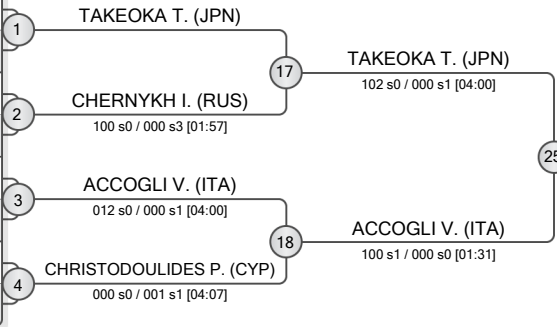 1
TAKEOKA T. (JPN)
17
TAKEOKA T. (JPN)
102 s0 / 000 s1 [04:00]
2
CHERNYKH I. (RUS)
100 s0 / 000 s3 [01:57]
25
3
ACCOGLI V. (ITA)
012 s0 / 000 s1 [04:00]
18
ACCOGLI V. (ITA)
100 s1 / 000 s0 [01:31]
4
CHRISTODOULIDES P. (CYP)
000 s0 / 001 s1 [04:07]